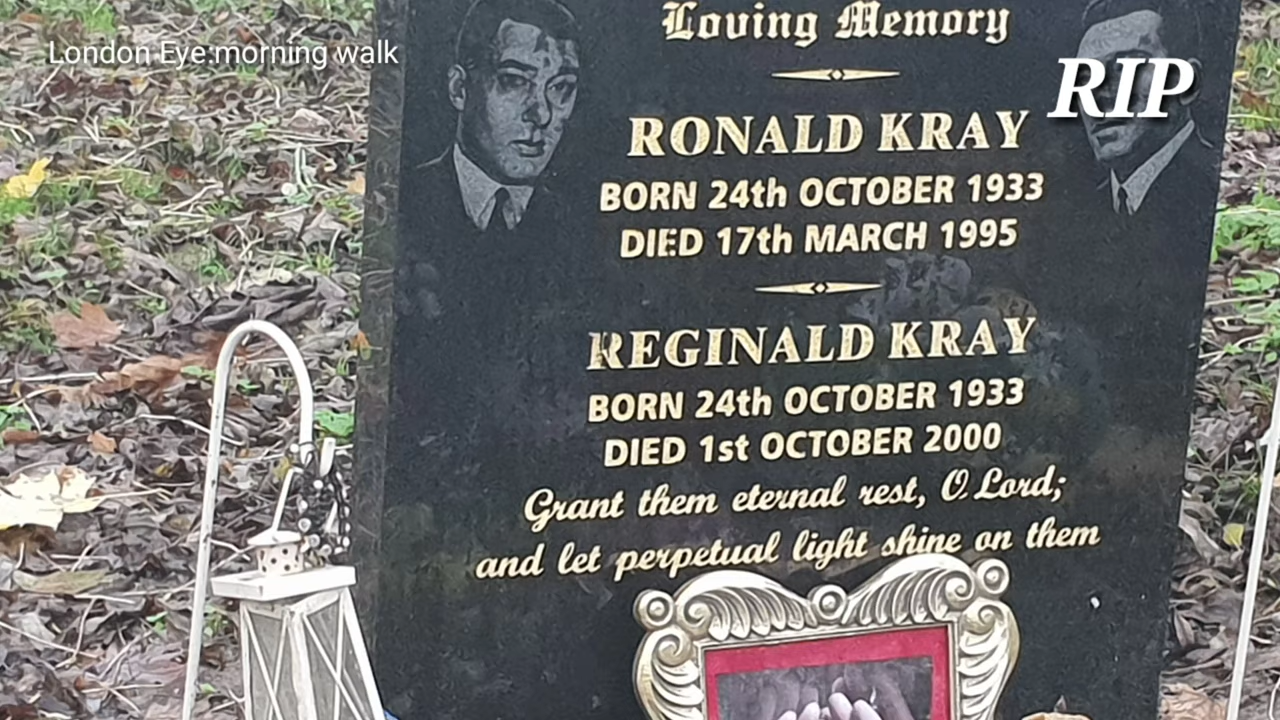 London Eye:morning walk
Loving Memory
RIP
RONALD KRAY
BORN 24th OCTOBER 1933
DIED 17th MARCH 1995
REGINALD KRAY
BORN 24th OCTOBER 1933
DIED 1st OCTOBER 2000
Grant them eternal rest, O Lord;
and let perpetual light shine on them